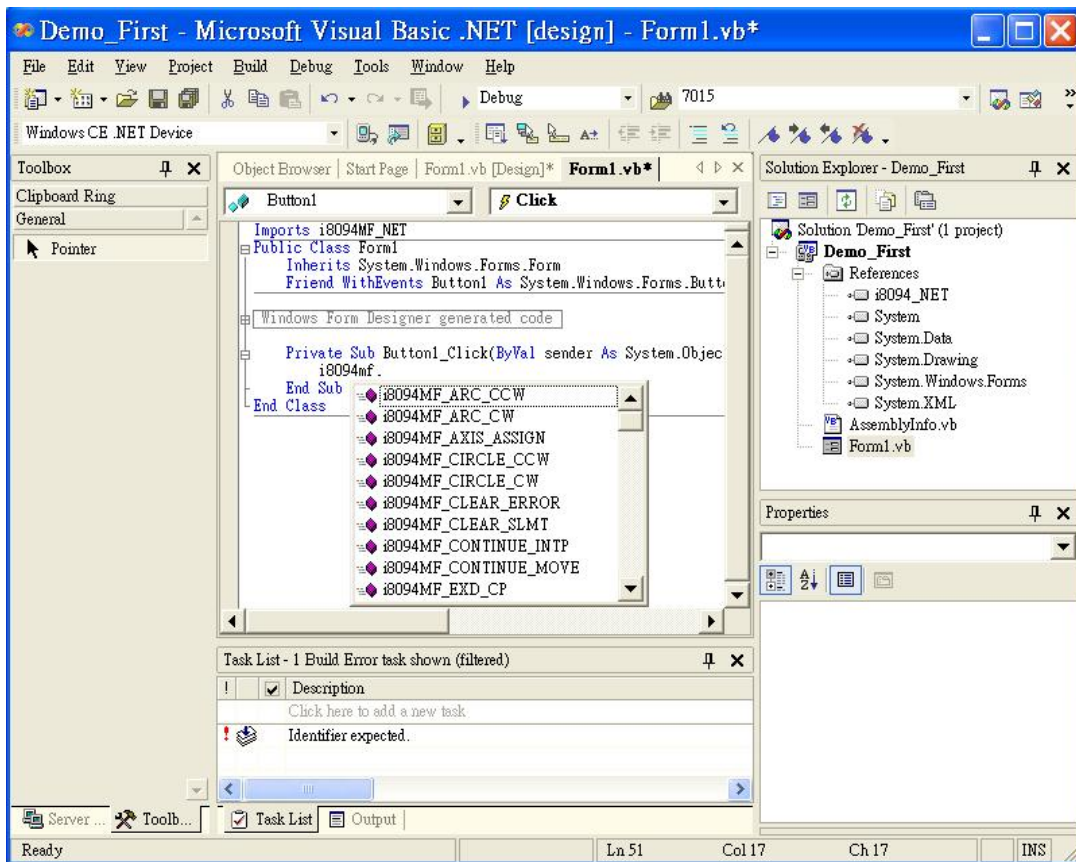 Demo_First - Microsoft Visual Basic .NET [design] - Form1.vb*
File Edit View Project Build Debug Tools Window Help
Debug 7015
Windows CE .NET Device
Toolbox
Clipboard Ring
General
Pointer
Server ... Toolb...
Object Browser Start Page Form1.vb [Design]* Form1.vb*
Button1 Click
Imports i8094MF_NET
Public Class Form1
Inherits System.Windows.Forms.Form
Friend WithEvents Button1 As System.Windows.Forms.Butt
Windows Form Designer generated code
Private Sub Button1_Click(ByVal sender As System.Objec
i8094mf.
End Sub
End Class
i8094MF_ARC_CCW
i8094MF_ARC_CW
i8094MF_AXIS_ASSIGN
i8094MF_CIRCLE_CCW
i8094MF_CIRCLE_CW
i8094MF_CLEAR_ERROR
i8094MF_CLEAR_SLMT
i8094MF_CONTINUE_INTP
i8094MF_CONTINUE_MOVE
i8094MF_EXD_CP
Task List - 1 Build Error task shown (filtered)
! Description
Click here to add a new task
! Identifier expected.
Task List Output
Solution Explorer - Demo_First
Solution 'Demo_First' (1 project)
Demo_First
References
i8094_NET
System
System.Data
System.Drawing
System.Windows.Forms
System.XML
AssemblyInfo.vb
Form1.vb
Properties
Ready Ln 51 Col 17 Ch 17 INS